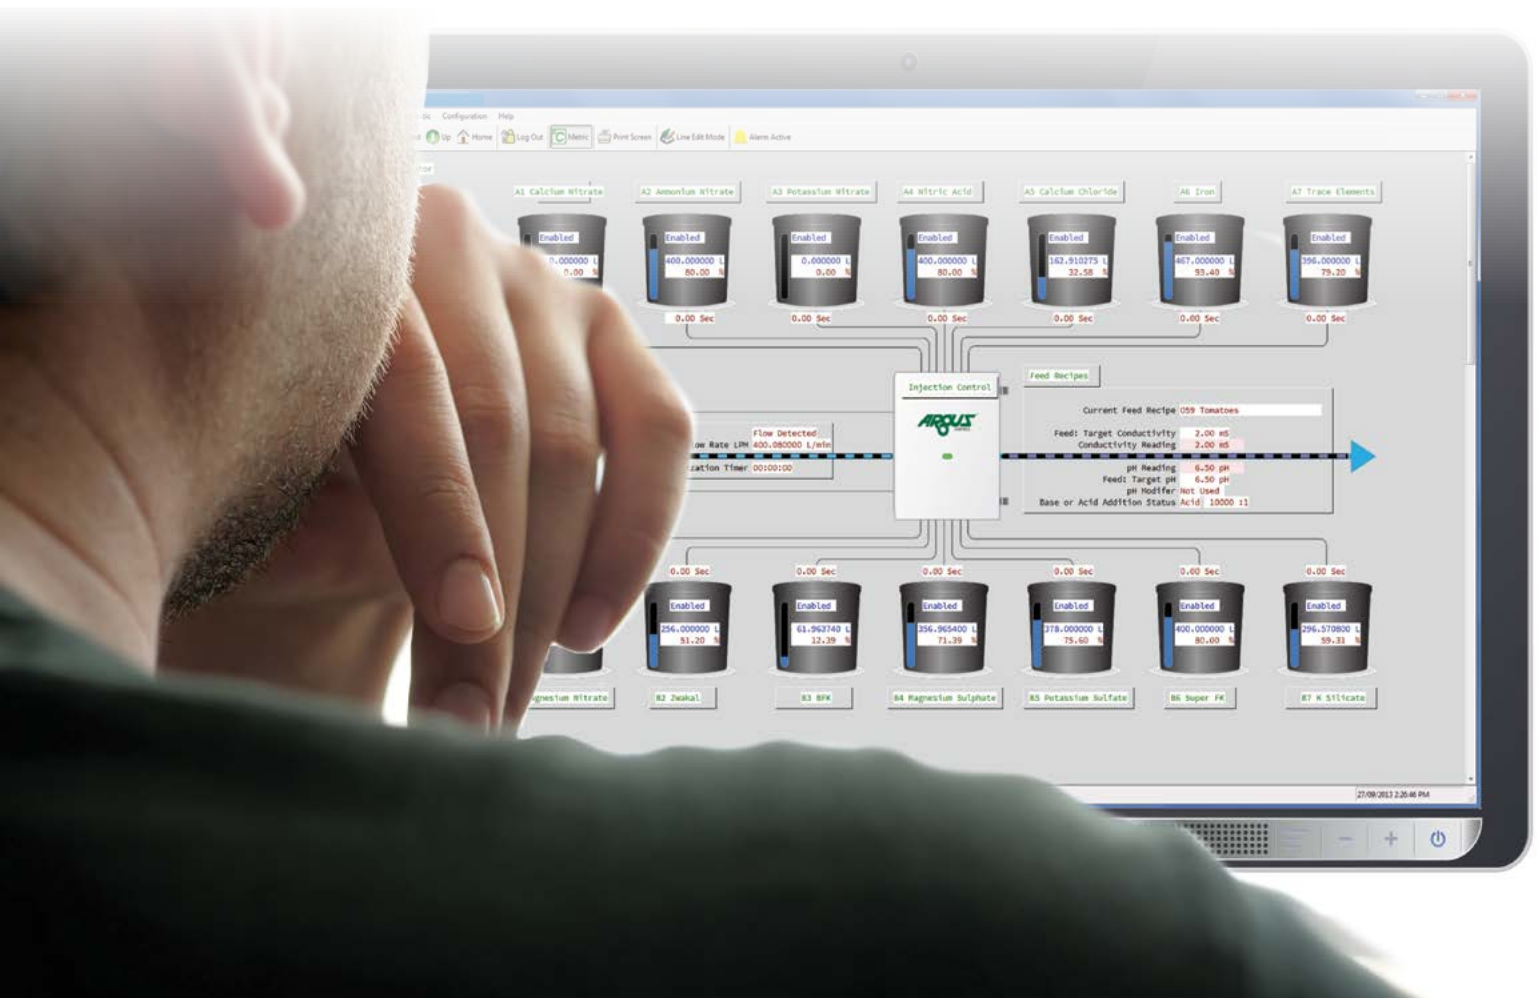 Configuration Help
Up Home Log Out Metric Print Screen Line Edit Mode Alarm Active
A1 Calcium Nitrate A2 Ammonium Nitrate A3 Potassium Nitrate A4 Nitric Acid A5 Calcium Chloride A6 Iron A7 Trace Elements
Enabled Enabled Enabled Enabled Enabled Enabled Enabled
0.000000 L 400.000000 L 0.000000 L 400.000000 L 162.910275 L 467.000000 L 396.000000 L
0.00 % 80.00 % 0.00 % 80.00 % 32.58 % 93.40 % 79.20 %
0.00 Sec 0.00 Sec 0.00 Sec 0.00 Sec 0.00 Sec 0.00 Sec
Injection Control
ARGUS
Flow Detected
Rate LPM 400.080000 L/min
Timer 00:00:00
Feed Recipes
Current Feed Recipe 059 Tomatoes
Feed: Target Conductivity 2.00 mS
Conductivity Reading 2.00 mS
pH Reading 6.50 pH
Feed: Target pH 6.50 pH
pH Modifer Not Used
Base or Acid Addition Status Acid 10000 :1
0.00 Sec 0.00 Sec 0.00 Sec 0.00 Sec 0.00 Sec 0.00 Sec
Enabled Enabled Enabled Enabled Enabled Enabled
256.000000 L 61.963740 L 356.965400 L 378.000000 L 400.000000 L 296.570800 L
51.20 % 12.39 % 71.39 % 75.60 % 80.00 % 59.31 %
Nitrate B2 Zwakal B3 BFK B4 Magnesium Sulphate B5 Potassium Sulfate B6 Super FK B7 K Silicate
27/09/2013 2:26:46 PM